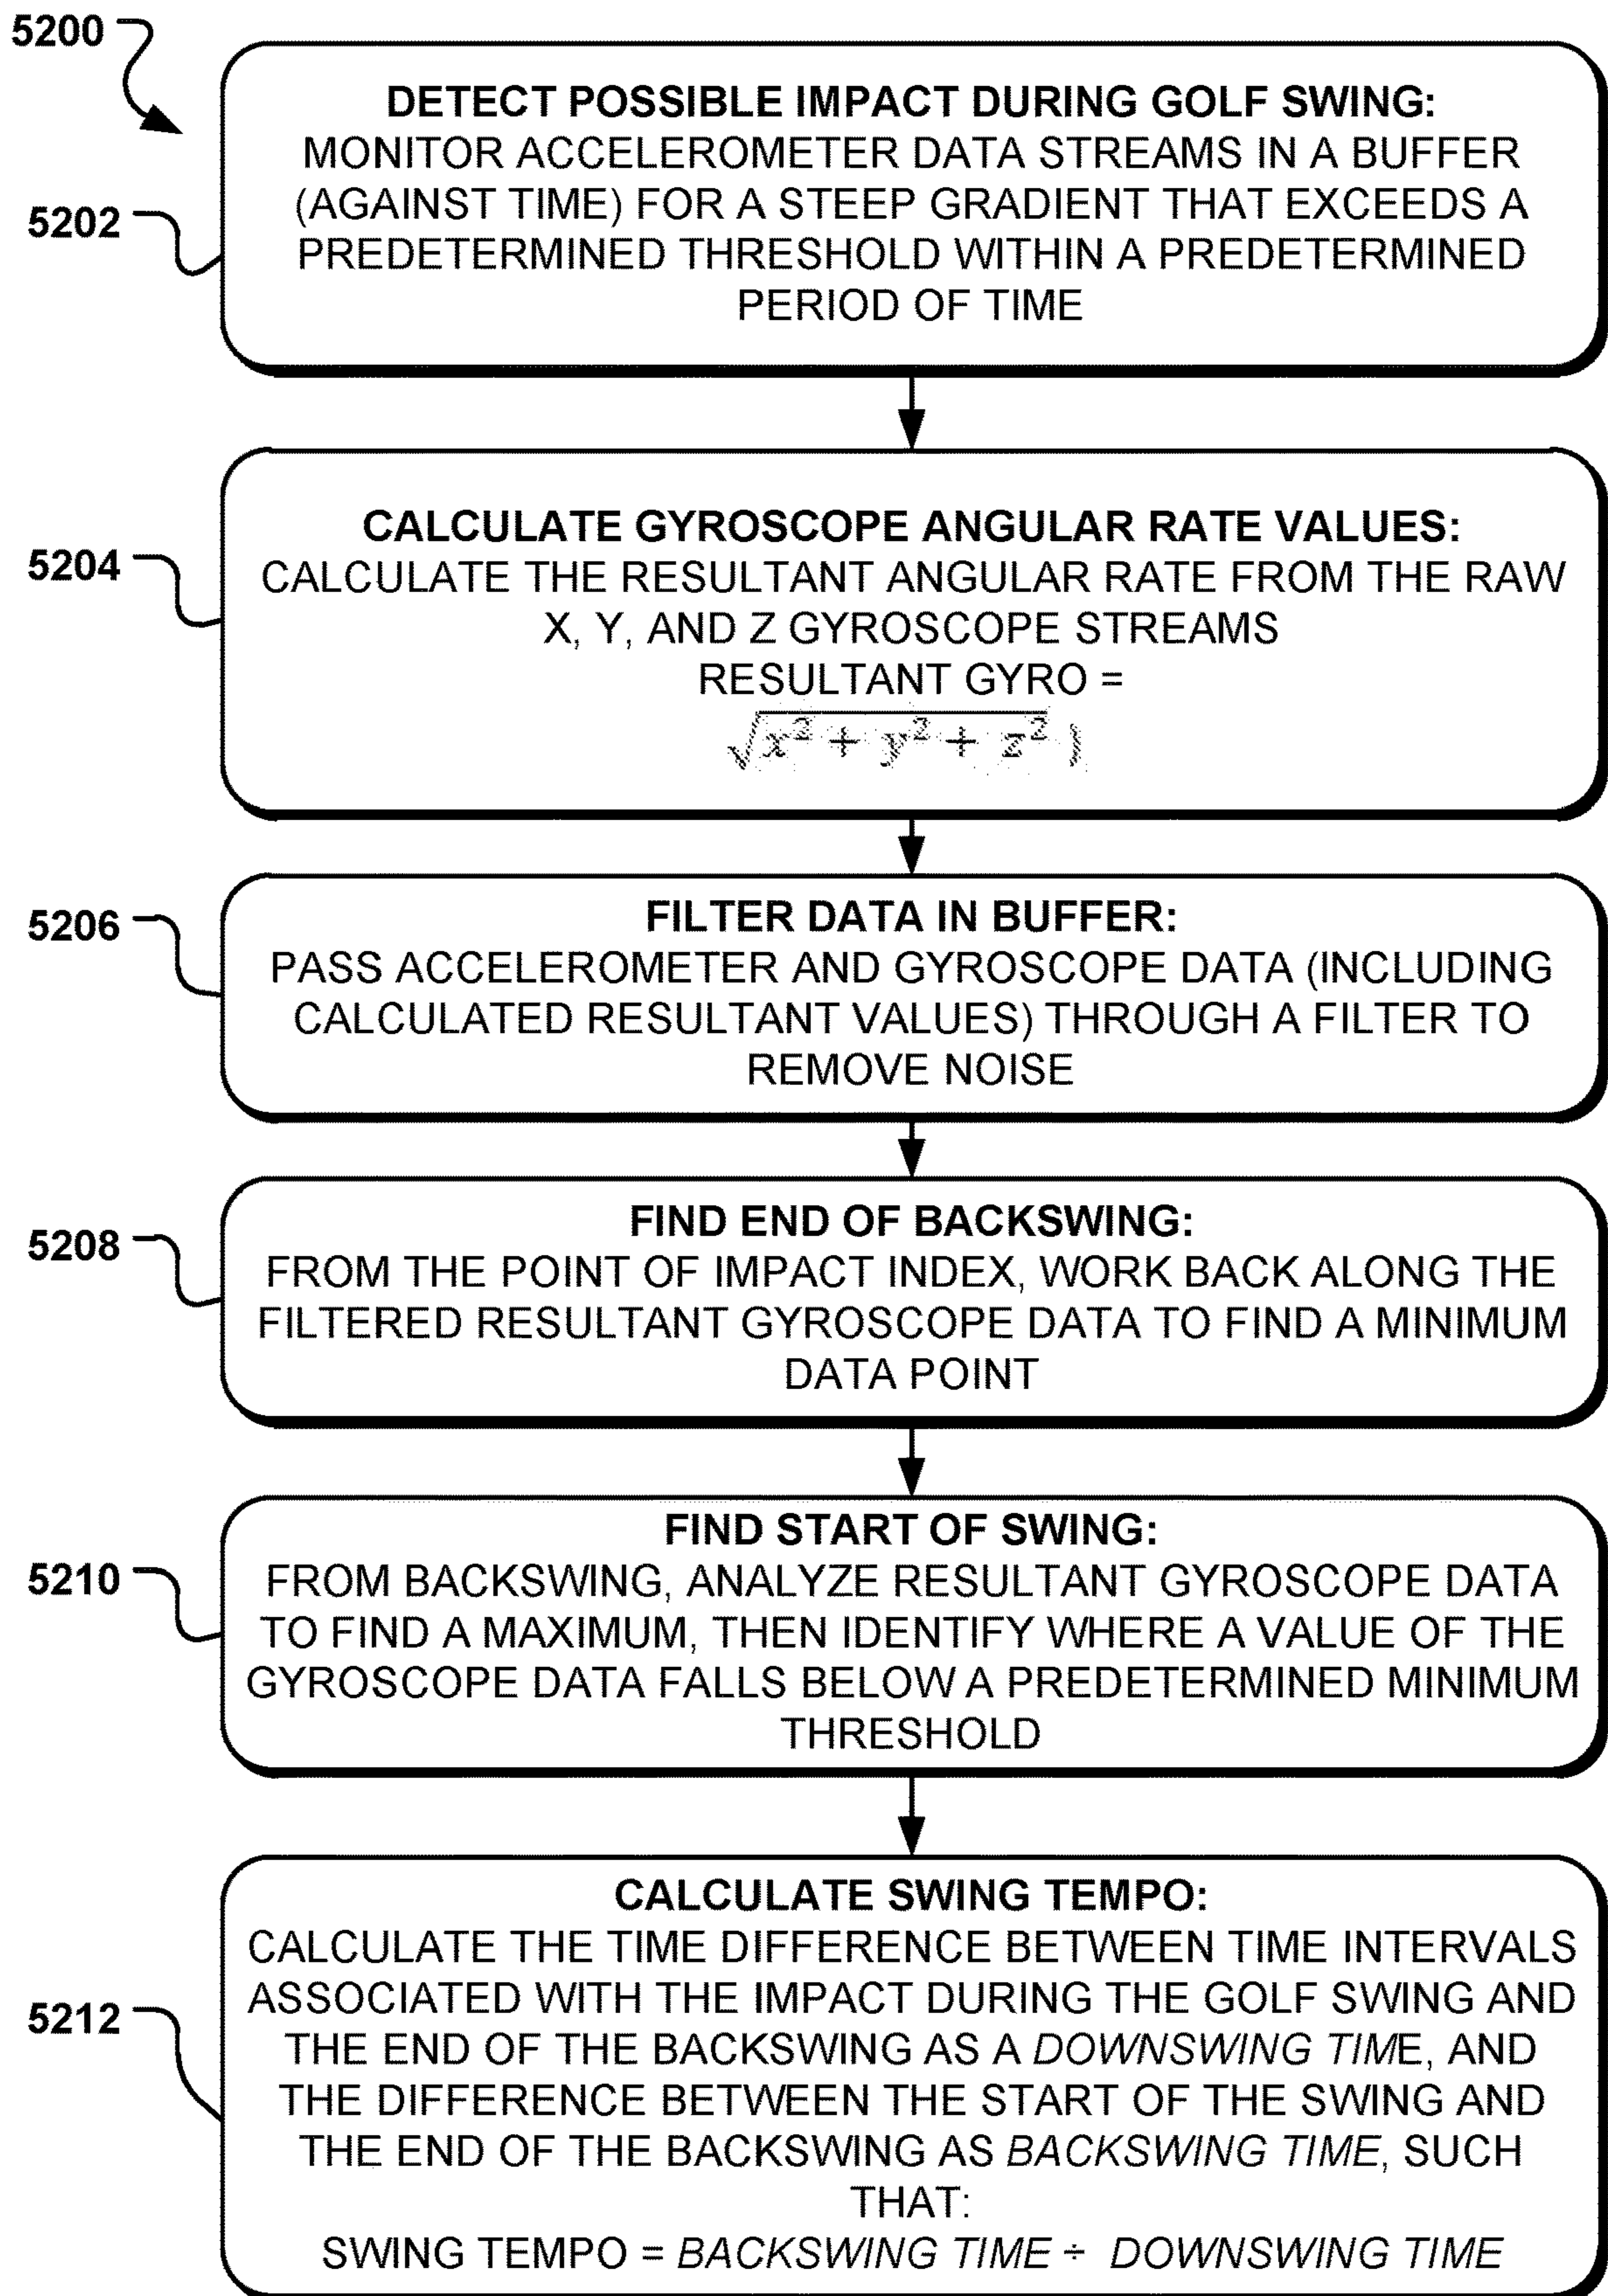 5200
DETECT POSSIBLE IMPACT DURING GOLF SWING:
MONITOR ACCELEROMETER DATA STREAMS IN A BUFFER
(AGAINST TIME) FOR A STEEP GRADIENT THAT EXCEEDS A
PREDETERMINED THRESHOLD WITHIN A PREDETERMINED
PERIOD OF TIME
5202
CALCULATE GYROSCOPE ANGULAR RATE VALUES:
CALCULATE THE RESULTANT ANGULAR RATE FROM THE RAW
X, Y, AND Z GYROSCOPE STREAMS
RESULTANT GYRO =
√x² + y² + z² )
5204
FILTER DATA IN BUFFER:
PASS ACCELEROMETER AND GYROSCOPE DATA (INCLUDING
CALCULATED RESULTANT VALUES) THROUGH A FILTER TO
REMOVE NOISE
5206
FIND END OF BACKSWING:
FROM THE POINT OF IMPACT INDEX, WORK BACK ALONG THE
FILTERED RESULTANT GYROSCOPE DATA TO FIND A MINIMUM
DATA POINT
5208
FIND START OF SWING:
FROM BACKSWING, ANALYZE RESULTANT GYROSCOPE DATA
TO FIND A MAXIMUM, THEN IDENTIFY WHERE A VALUE OF THE
GYROSCOPE DATA FALLS BELOW A PREDETERMINED MINIMUM
THRESHOLD
5210
CALCULATE SWING TEMPO:
CALCULATE THE TIME DIFFERENCE BETWEEN TIME INTERVALS
ASSOCIATED WITH THE IMPACT DURING THE GOLF SWING AND
THE END OF THE BACKSWING AS A DOWNSWING TIME, AND
THE DIFFERENCE BETWEEN THE START OF THE SWING AND
THE END OF THE BACKSWING AS BACKSWING TIME, SUCH
THAT:
SWING TEMPO = BACKSWING TIME ÷ DOWNSWING TIME
5212